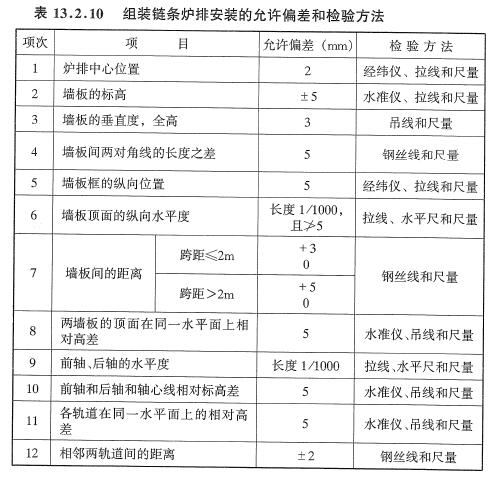 表 13.2.10 组装链条炉排安装的允许偏差和检验方法
项次 项 目 允许偏差(mm) 检 验 方 法
1 炉排中心位置 2 经纬仪、拉线和尺量
2 墙板的标高 ±5 水准仪、拉线和尺量
3 墙板的垂直度，全高 3 吊线和尺量
4 墙板间两对角线的长度之差 5 钢丝线和尺量
5 墙板框的纵向位置 5 经纬仪、拉线和尺量
6 墙板顶面的纵向水平度 长度 1/1000， 拉线、水平尺和尺量
且≯5
7 墙板间的距离 跨距≤2m +3 钢丝线和尺量
0
跨距＞2m +5
0
8 两墙板的顶面在同一水平面上相 5 水准仪、吊线和尺量
对高差
9 前轴、后轴的水平度 长度 1/1000 拉线、水平尺和尺量
10 前轴和后轴和轴心线相对标高差 5 水准仪、吊线和尺量
11 各轨道在同一水平面上的相对高 5 水准仪、吊线和尺量
差
12 相邻两轨道间的距离 ±2 钢丝线和尺量